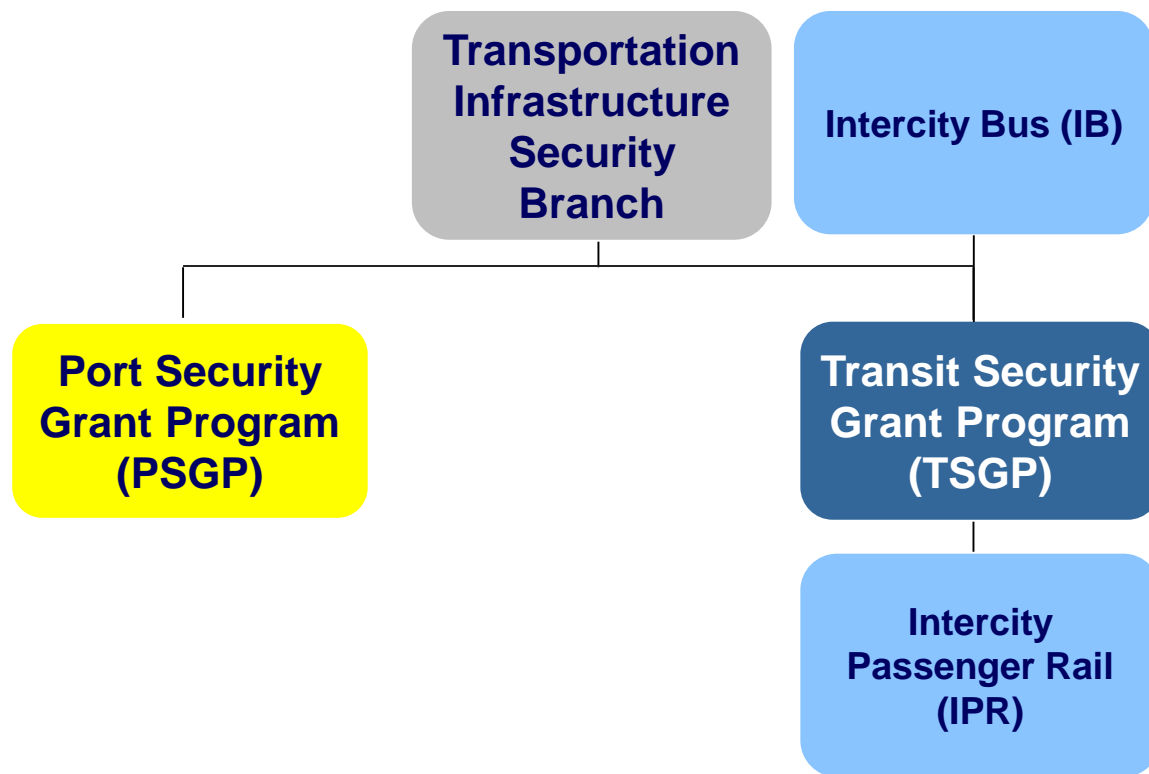 Transportation
Infrastructure
Security
Branch
Intercity Bus (IB)
Port Security
Grant Program
(PSGP)
Transit Security
Grant Program
(TSGP)
Intercity
Passenger Rail
(IPR)